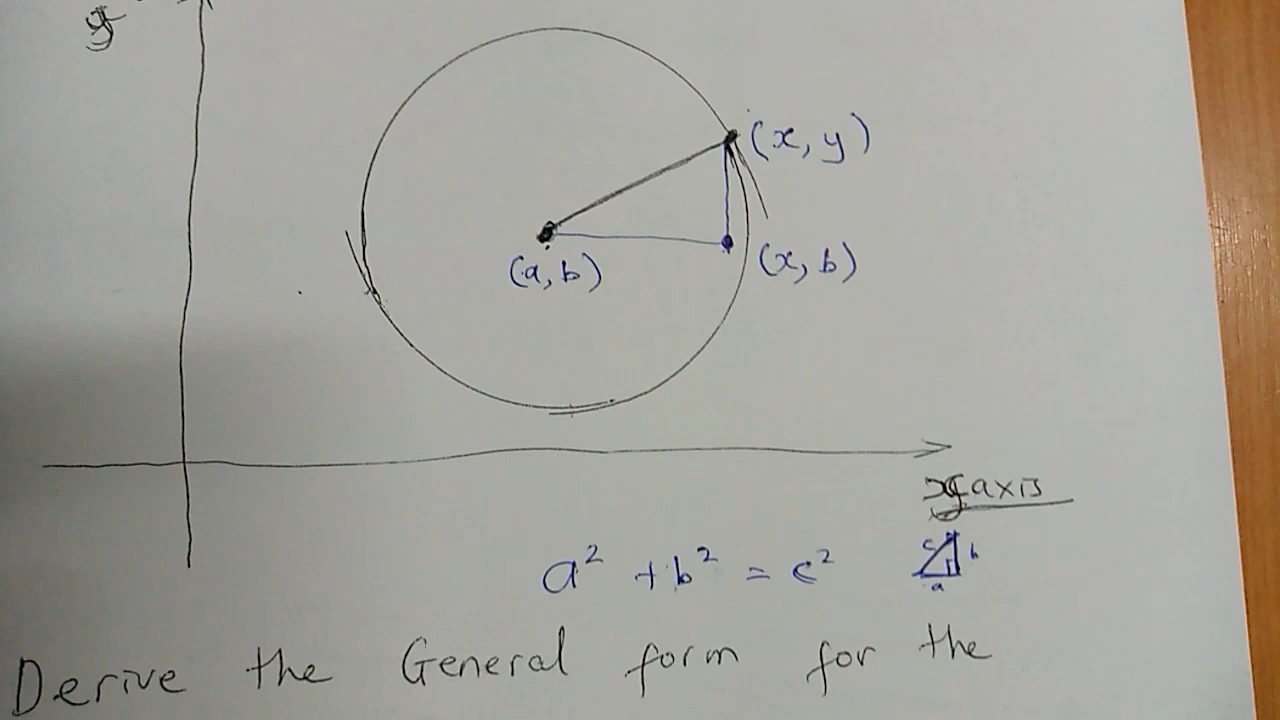 y
(x, y)
(a, b)
(x, b)
x axis
a² + b² = c²
c b
a
Derive the General form for the